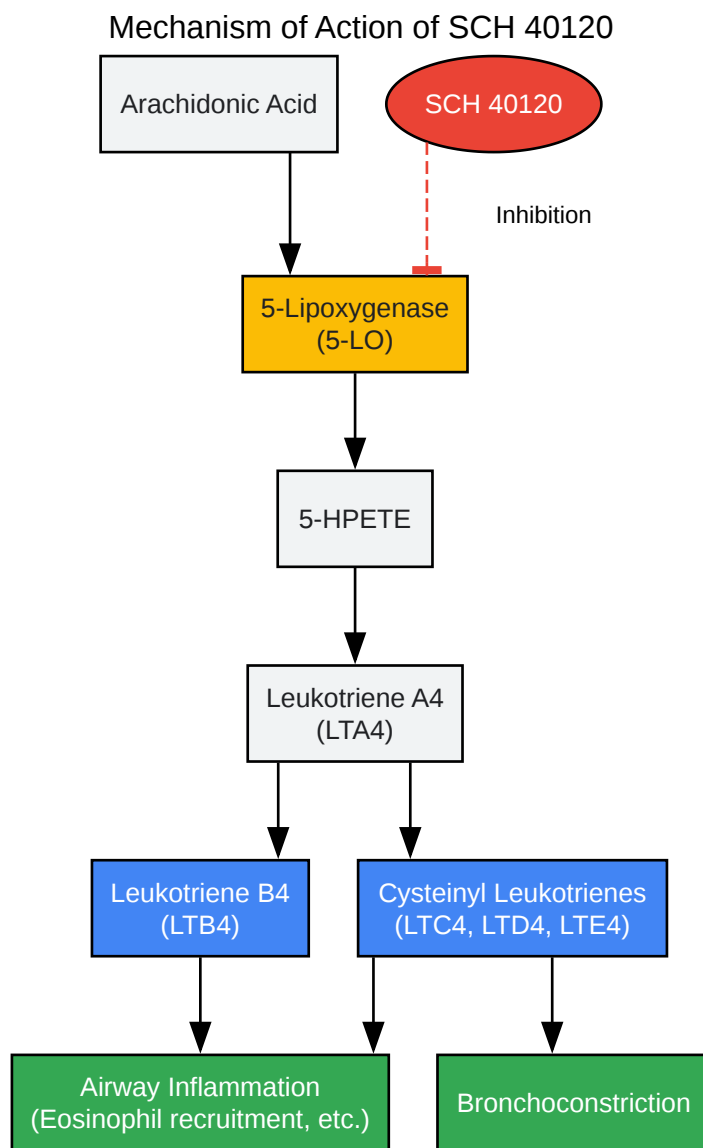 Mechanism of Action of SCH 40120
Arachidonic Acid
SCH 40120
Inhibition
5-Lipoxygenase
(5-LO)
5-HPETE
Leukotriene A4
(LTA4)
Leukotriene B4
(LTB4)
Cysteinyl Leukotrienes
(LTC4, LTD4, LTE4)
Airway Inflammation
(Eosinophil recruitment, etc.)
Bronchoconstriction